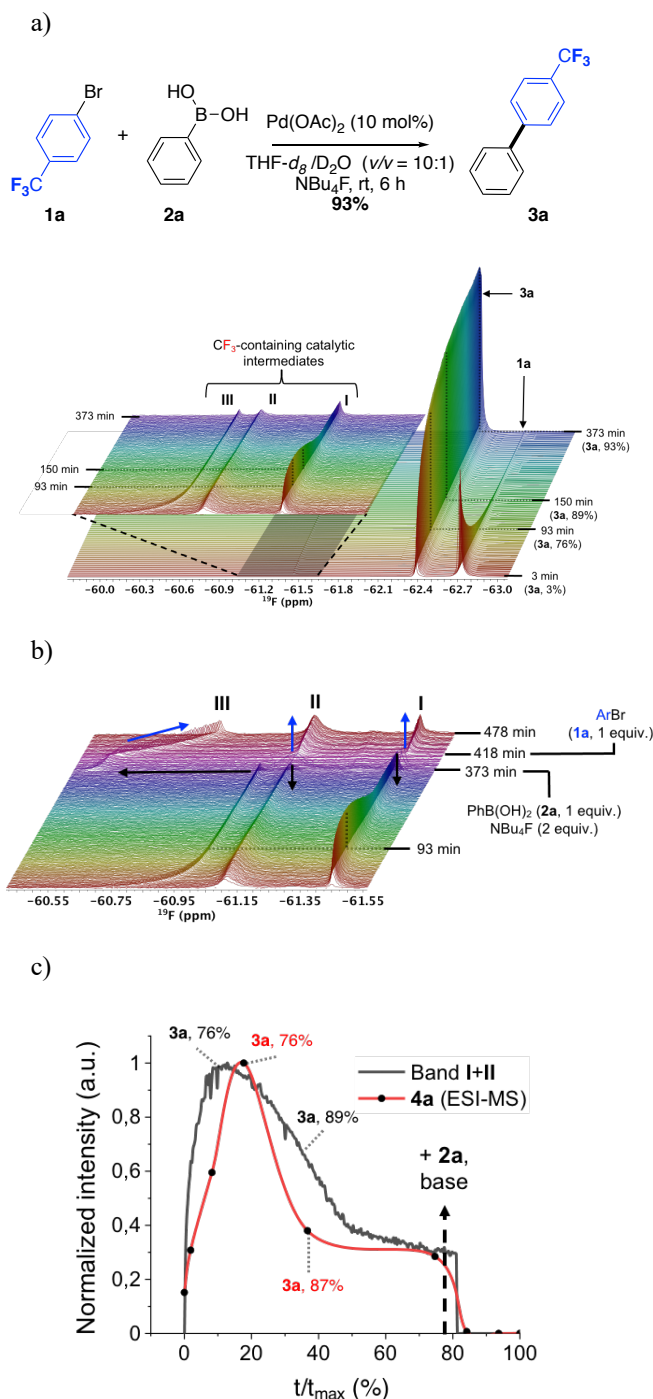 a)
Br
HO
OH
B
F3C
1a
+
2a
Pd(OAc)2 (10 mol%)
THF-d8 /D2O (v/v = 10:1)
NBu4F, rt, 6 h
93%
CF3
3a
CF3-containing catalytic
intermediates
III
II
I
3a
1a
373 min
150 min
93 min
373 min
(3a, 93%)
150 min
(3a, 89%)
93 min
(3a, 76%)
3 min
(3a, 3%)
−60.0 −60.3 −60.6 −60.9 −61.2 −61.5 −61.8 −62.1 −62.4 −62.7 −63.0
19F (ppm)
b)
III
II
I
478 min
418 min
373 min
93 min
ArBr
(1a, 1 equiv.)
PhB(OH)2 (2a, 1 equiv.)
NBu4F (2 equiv.)
−60.55 −60.75 −60.95 −61.15 −61.35 −61.55
19F (ppm)
c)
Normalized intensity (a.u.)
1
0,8
0,6
0,4
0,2
0
3a, 76%
3a, 76%
3a, 89%
3a, 87%
Band I+II
4a (ESI-MS)
+ 2a,
base
0 20 40 60 80 100
t/tmax (%)